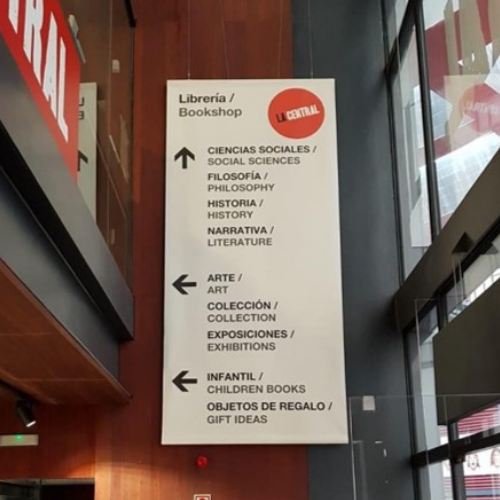 TRAL
Librería /
Bookshop
LA CENTRAL
CIENCIAS SOCIALES /
SOCIAL SCIENCES
FILOSOFÍA /
PHILOSOPHY
HISTORIA /
HISTORY
NARRATIVA /
LITERATURE
ARTE /
ART
COLECCIÓN /
COLLECTION
EXPOSICIONES /
EXHIBITIONS
INFANTIL /
CHILDREN BOOKS
OBJETOS DE REGALO /
GIFT IDEAS